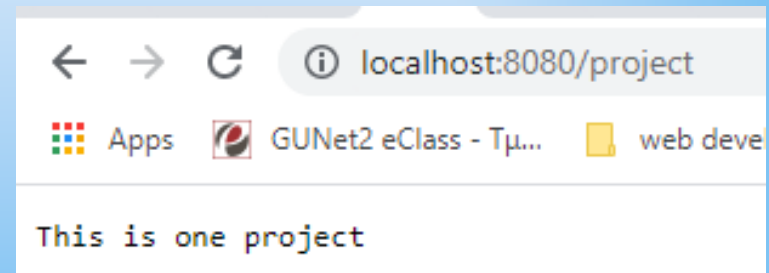 localhost:8080/project
Apps GUNet2 eClass - Τμ... web deve
This is one project